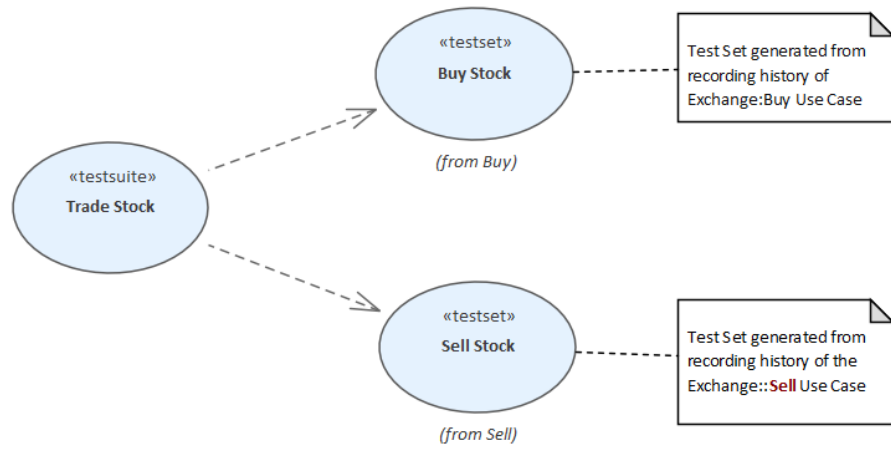 «testset»
Buy Stock
(from Buy)
Test Set generated from
recording history of
Exchange:Buy Use Case
«testsuite»
Trade Stock
«testset»
Sell Stock
(from Sell)
Test Set generated from
recording history of the
Exchange::Sell Use Case